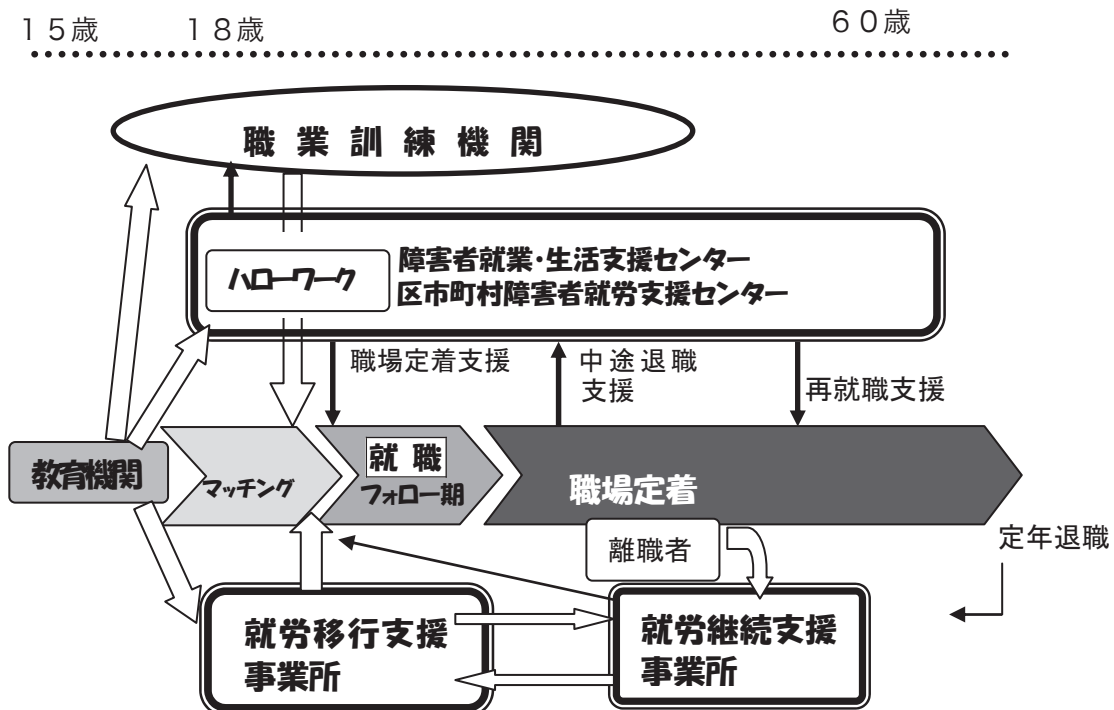 １５歳
１８歳
６０歳
職業訓練機関
ハローワーク
障害者就業・生活支援センター
区市町村障害者就労支援センター
職場定着支援
中途退職
支援
再就職支援
教育機関
マッチング
就職
フォロー期
職場定着
離職者
定年退職
就労移行支援
事業所
就労継続支援
事業所